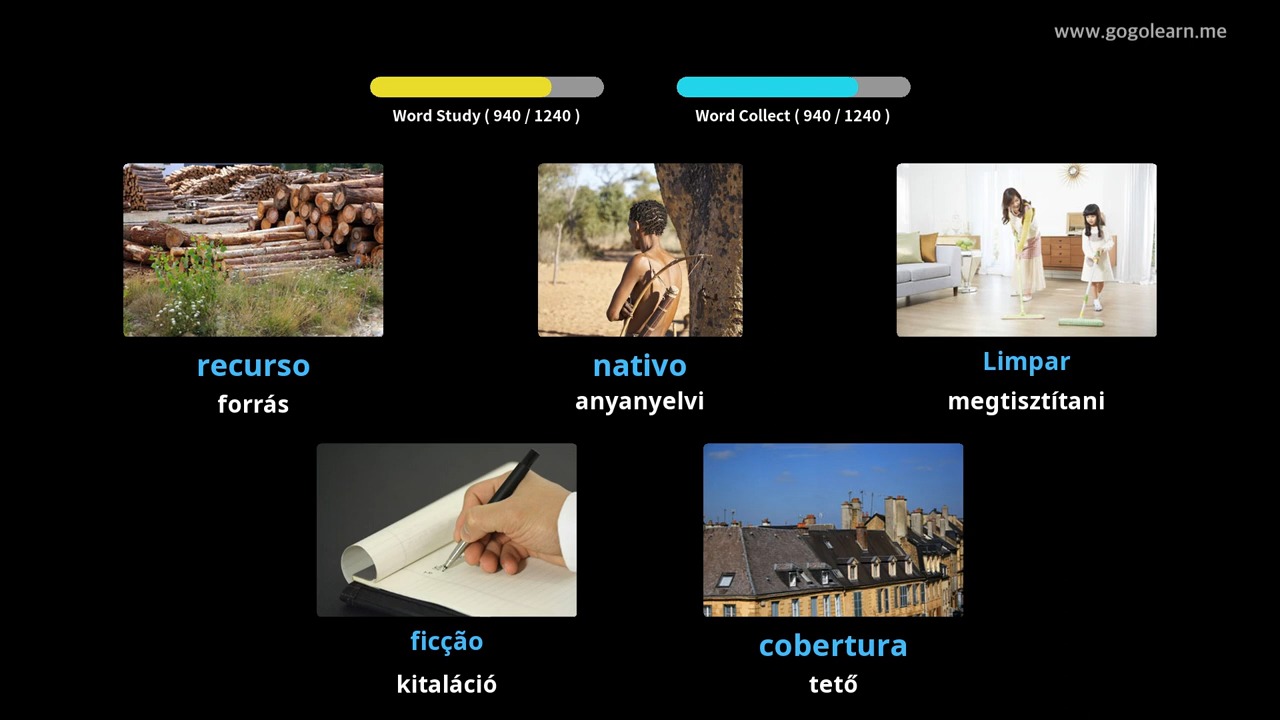 www.gogolearn.me
Word Study ( 940 / 1240 )
Word Collect ( 940 / 1240 )
recurso
forrás
nativo
anyanyelvi
Limpar
megtisztítani
ficção
kitaláció
cobertura
tető